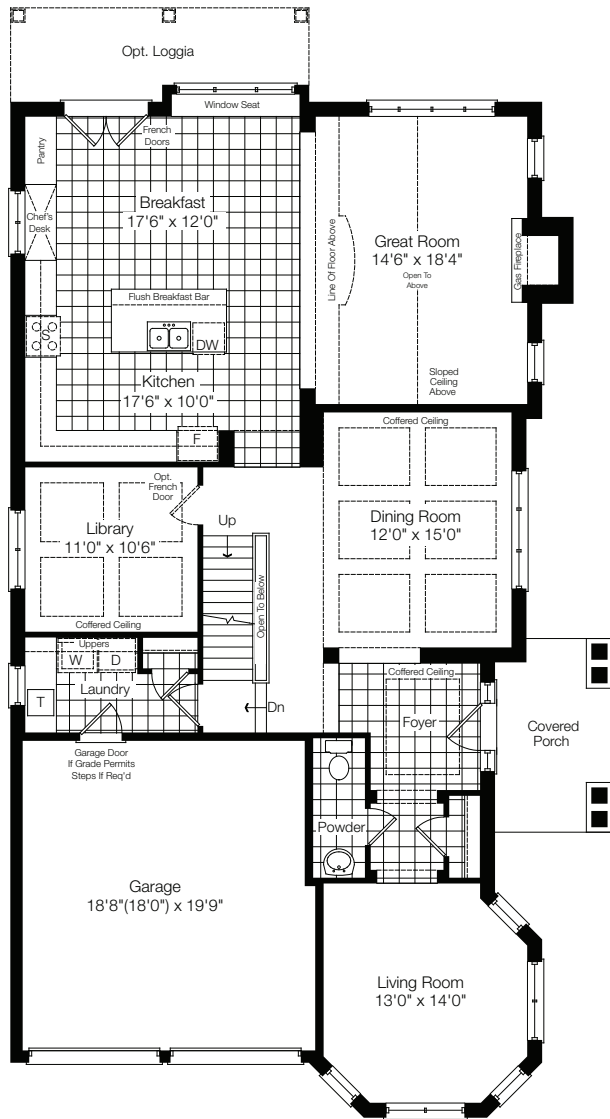 Opt. Loggia
Window Seat
French
Doors
Pantry
Breakfast
17'6" x 12'0"
Chef's
Desk
Line Of Floor Above
Great Room
14'6" x 18'4"
Open To
Above
Gas Fireplace
Flush Breakfast Bar
S
DW
Kitchen
17'6" x 10'0"
Sloped
Ceiling
Above
F
Coffered Ceiling
Opt.
French
Door
Library
11'0" x 10'6"
Up
Dining Room
12'0" x 15'0"
Coffered Ceiling
Open To Below
Uppers
W
D
Laundry
T
Coffered Ceiling
Foyer
Dn
Covered
Porch
Garage Door
If Grade Permits
Steps If Req'd
Powder
Garage
18'8"(18'0") x 19'9"
Living Room
13'0" x 14'0"